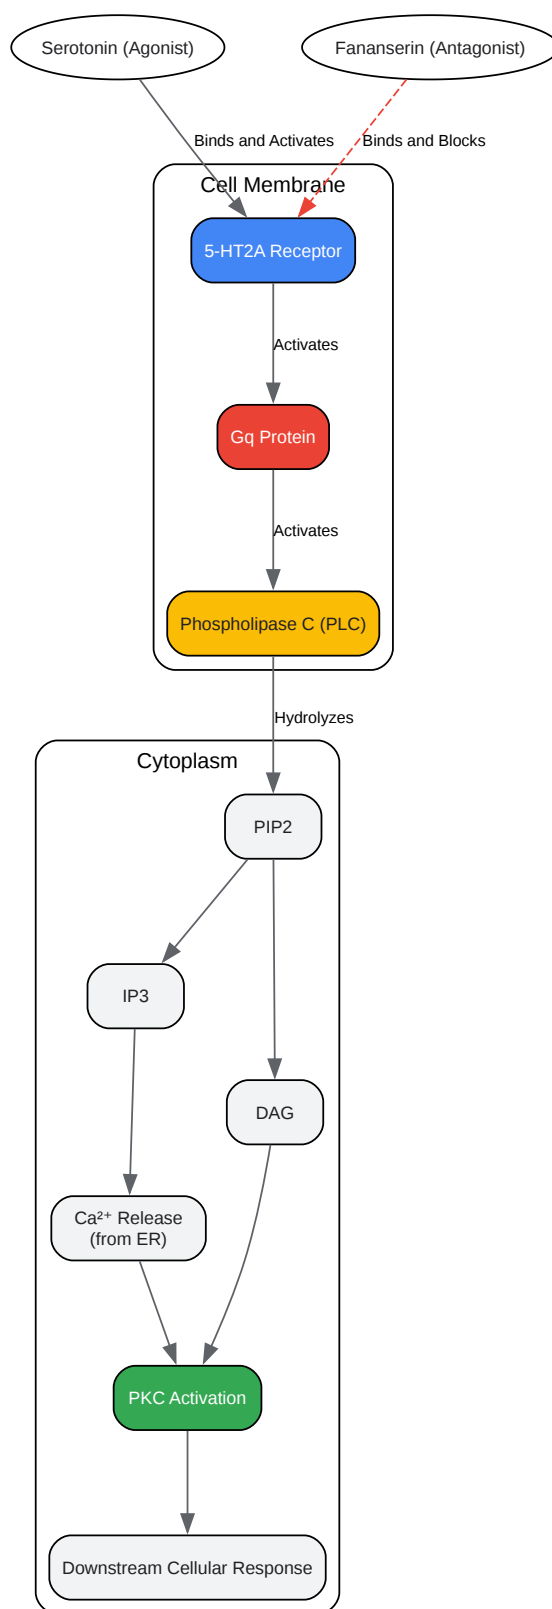 Serotonin (Agonist)
Fananserin (Antagonist)
Binds and Activates
Binds and Blocks
Cell Membrane
5-HT2A Receptor
Activates
Gq Protein
Activates
Phospholipase C (PLC)
Hydrolyzes
Cytoplasm
PIP2
IP3
DAG
Ca²⁺ Release
(from ER)
PKC Activation
Downstream Cellular Response